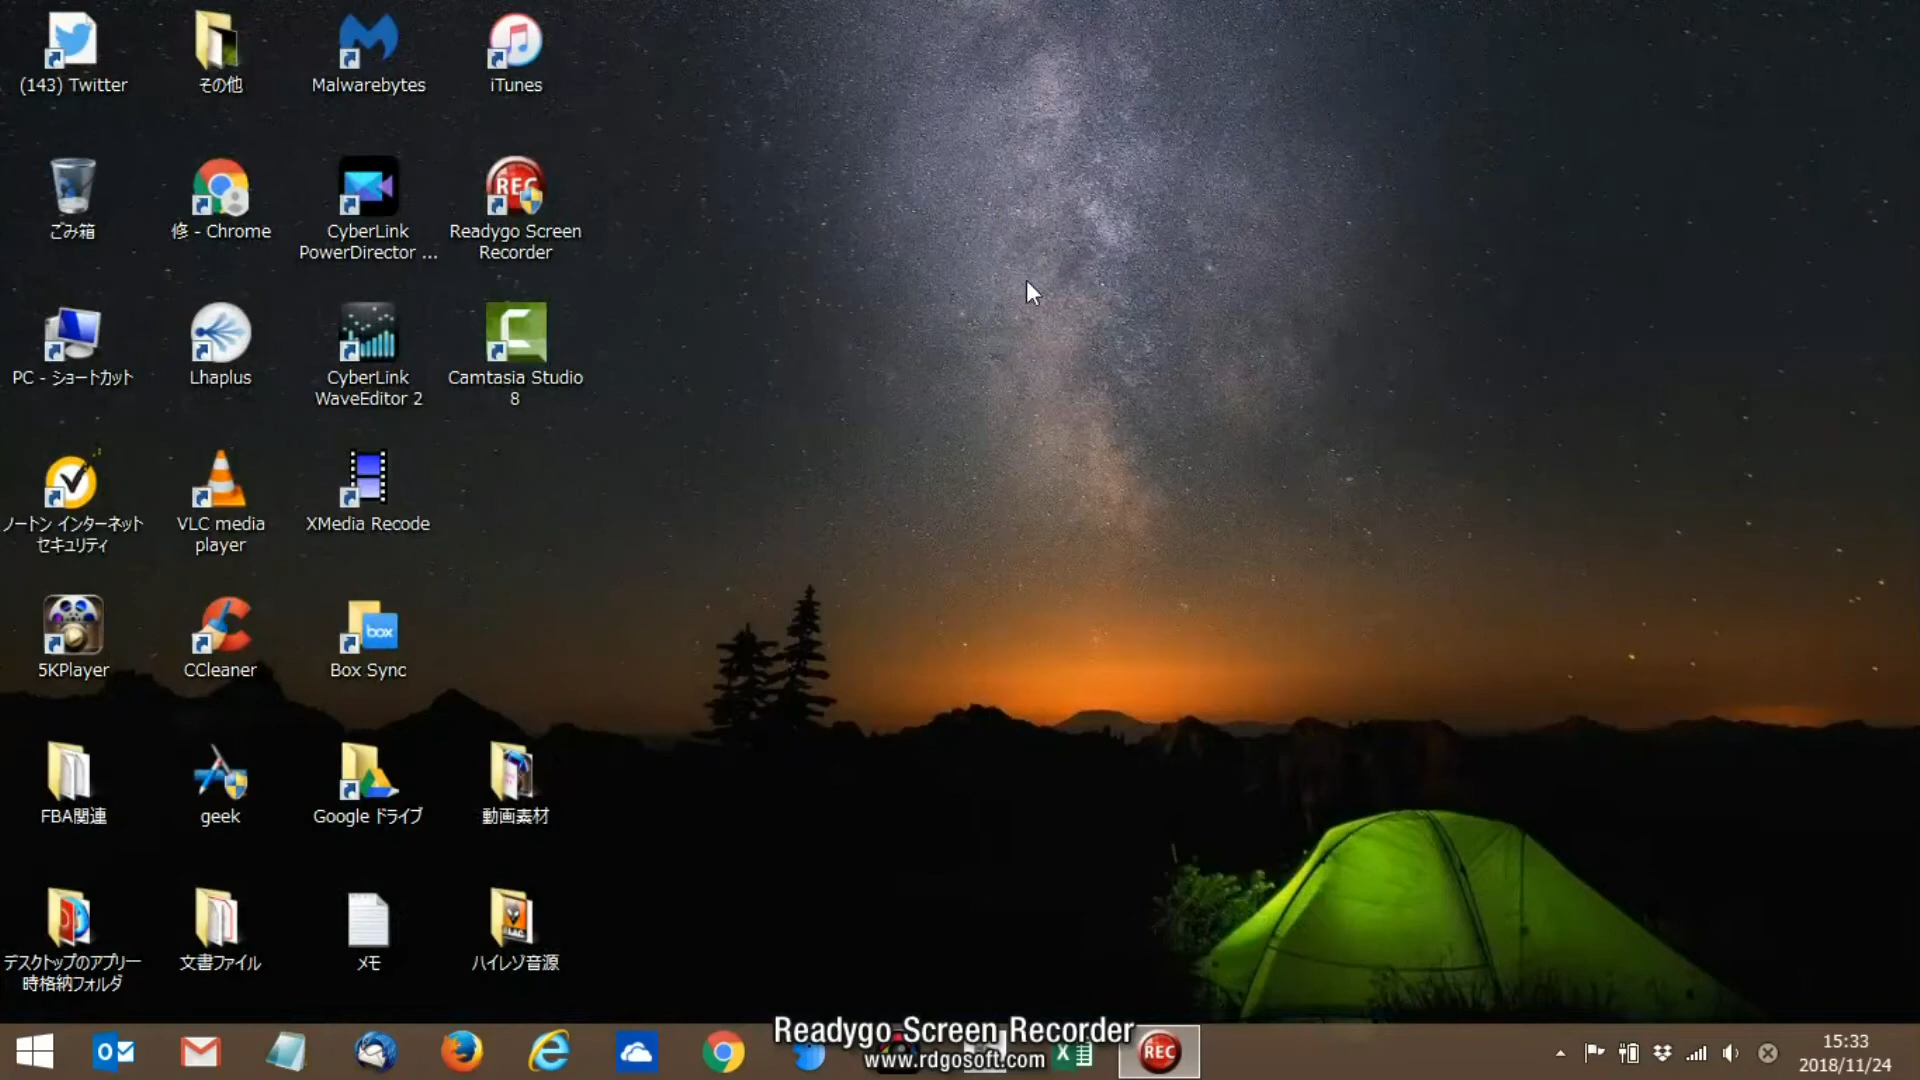 (143) Twitter
その他
Malwarebytes
iTunes
ごみ箱
修 - Chrome
CyberLink
PowerDirector ...
REC
Readygo Screen
Recorder
PC - ショートカット
Lhaplus
CyberLink
WaveEditor 2
Camtasia Studio
8
ノートン インターネット
セキュリティ
VLC media
player
XMedia Recode
5KPlayer
CCleaner
box
Box Sync
FBA関連
geek
Google ドライブ
動画素材
デスクトップのアプリ一
時格納フォルダ
文書ファイル
メモ
ハイレゾ音源
Readygo Screen Recorder
www.rdgosoft.com
REC
15:33
2018/11/24